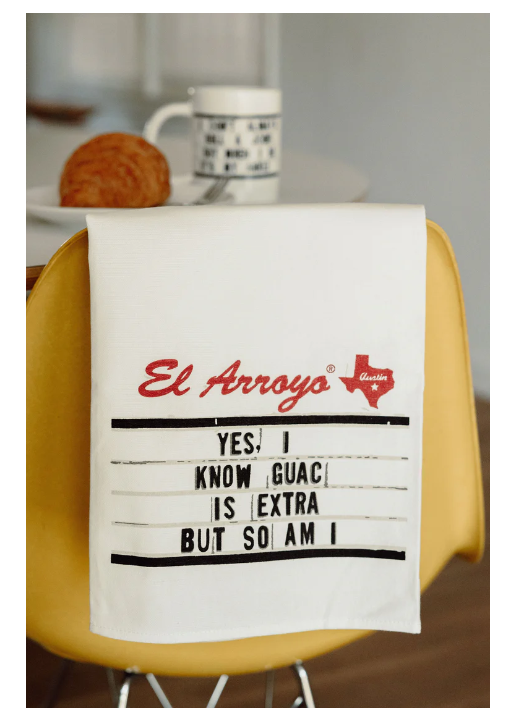 El Arroyo®
Austin
YES, I
KNOW GUAC
IS EXTRA
BUT SO AM I